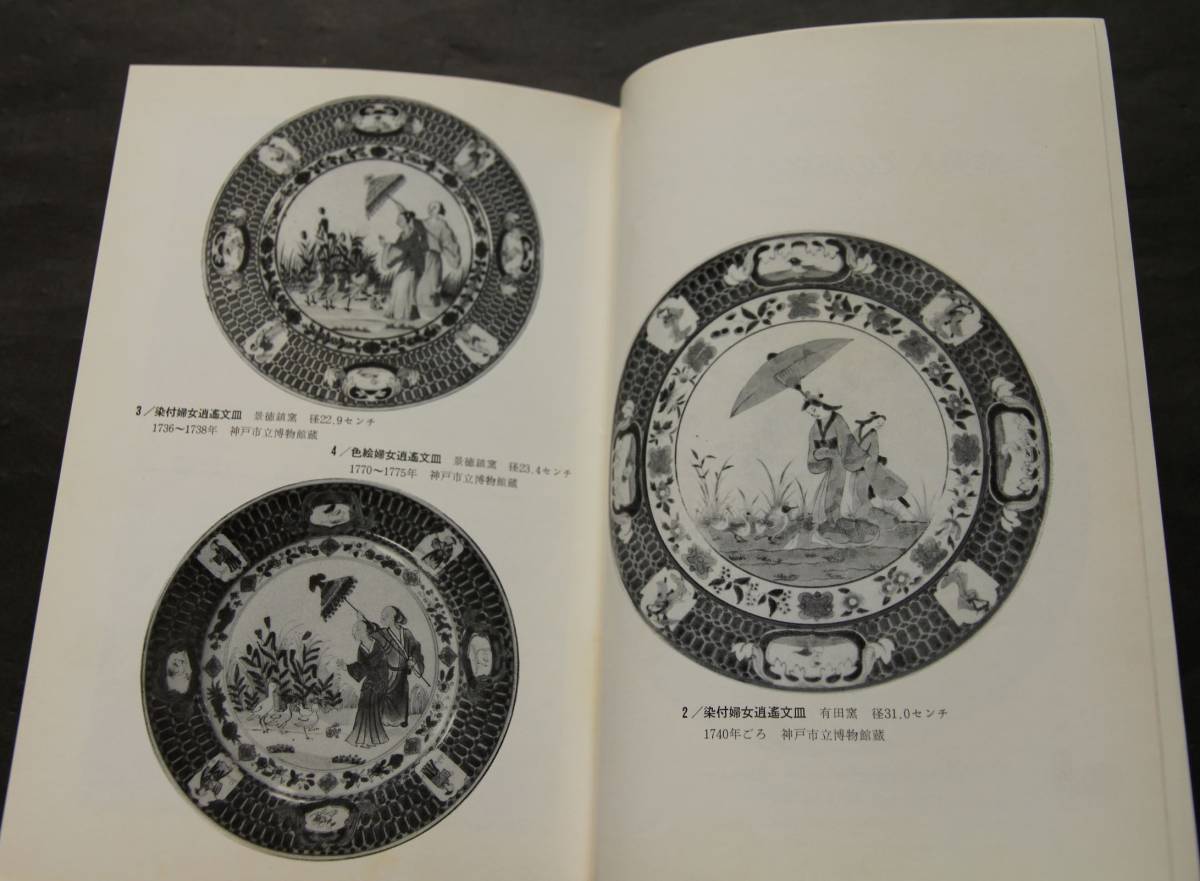 3／染付婦女逍遙文皿　景徳鎮窯　径22.9センチ
1736〜1738年　神戸市立博物館蔵
4／色絵婦女逍遙文皿　景徳鎮窯　径23.4センチ
1770〜1775年　神戸市立博物館蔵
2／染付婦女逍遙文皿　有田窯　径31.0センチ
1740年ごろ　神戸市立博物館蔵